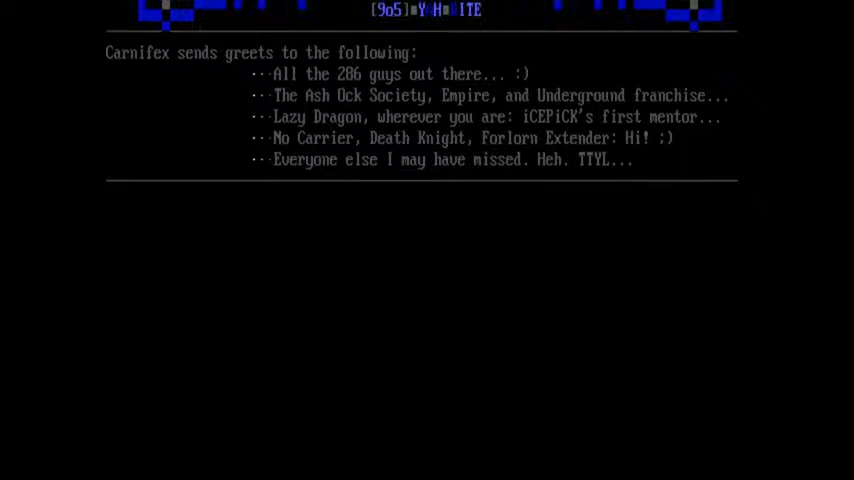 [9o5] Y H ITE
Carnifex sends greets to the following:
···All the 286 guys out there... :)
···The Ash Ock Society, Empire, and Underground franchise...
···Lazy Dragon, wherever you are: iCEPiCK's first mentor...
···No Carrier, Death Knight, Forlorn Extender: Hi! ;)
···Everyone else I may have missed. Heh. TTYL...